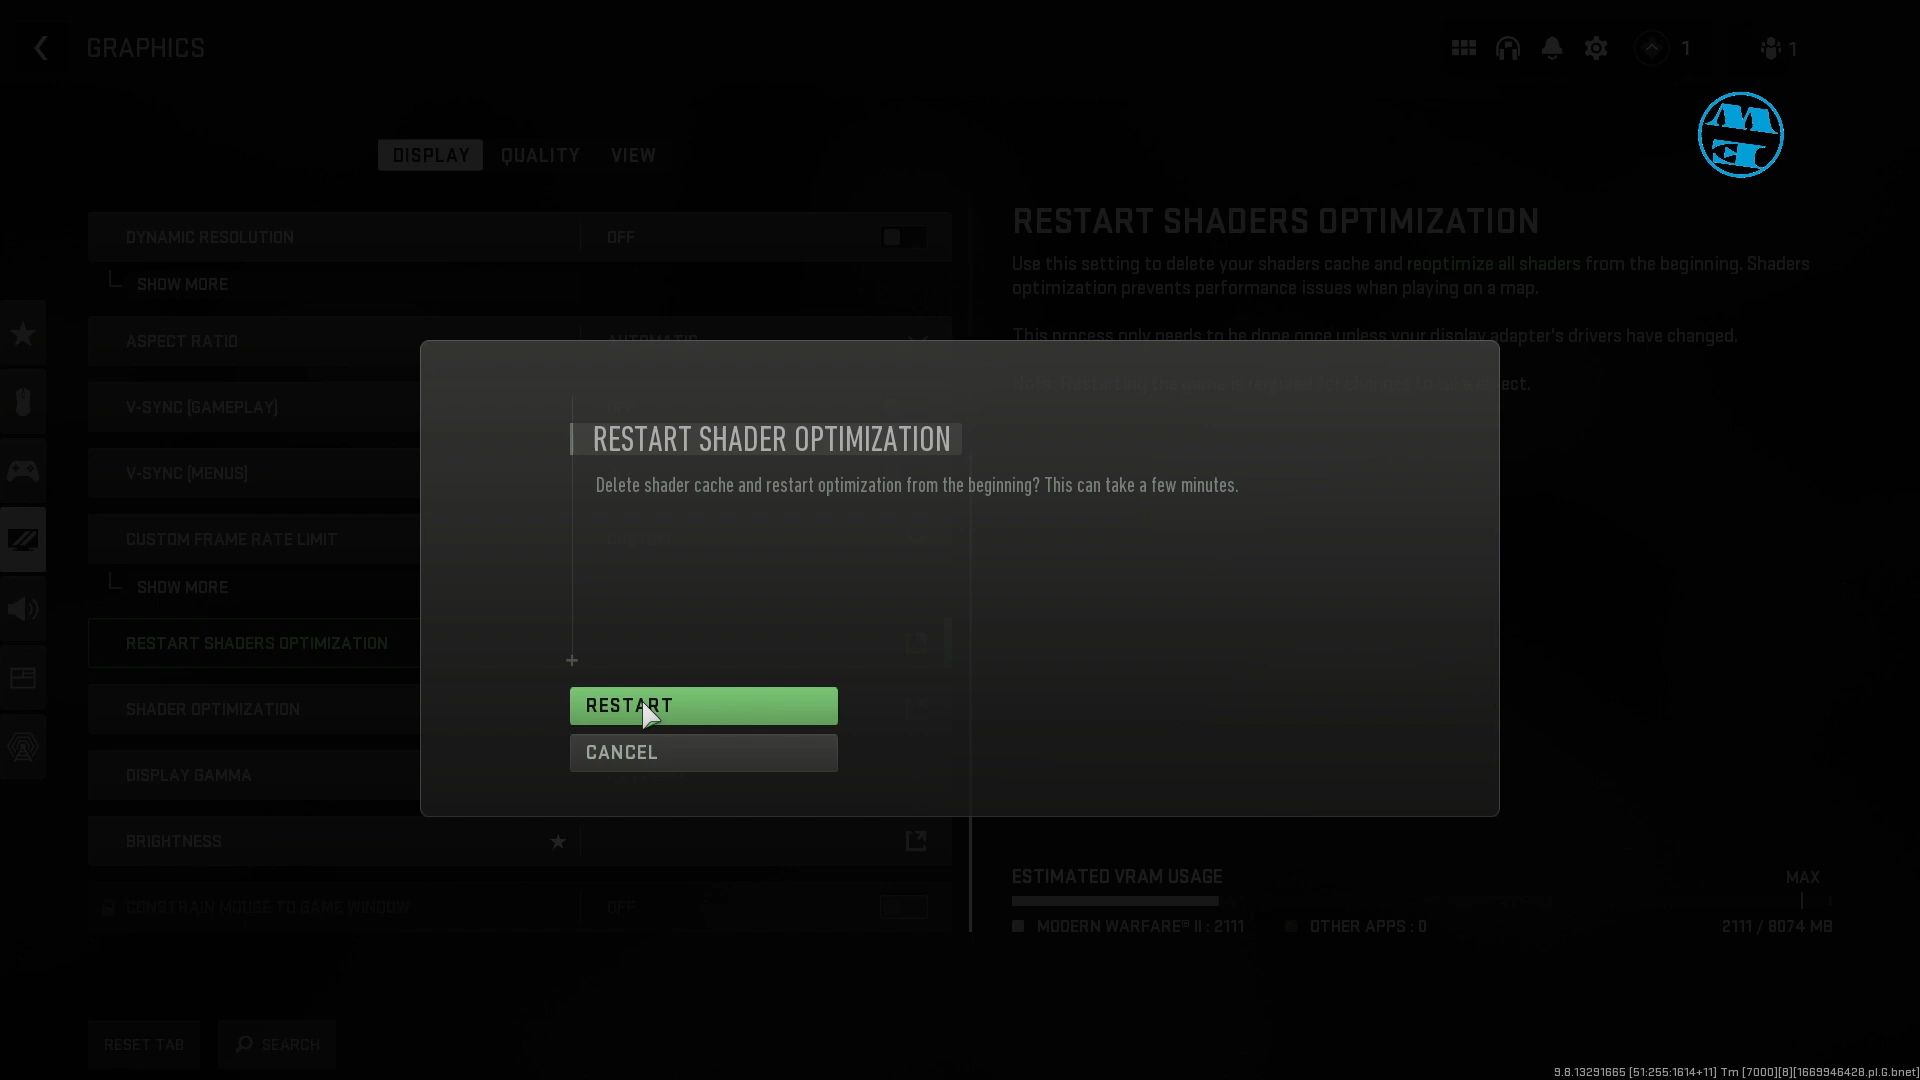 GRAPHICS
1
1
DISPLAY QUALITY VIEW
DYNAMIC RESOLUTION OFF
SHOW MORE
ASPECT RATIO AUTOMATIC
V-SYNC (GAMEPLAY)
V-SYNC (MENUS)
CUSTOM FRAME RATE LIMIT CUSTOM
SHOW MORE
RESTART SHADERS OPTIMIZATION
SHADER OPTIMIZATION
DISPLAY GAMMA
BRIGHTNESS
CONSTRAIN MOUSE TO GAME WINDOW OFF
RESET TAB SEARCH
RESTART SHADERS OPTIMIZATION
Use this setting to delete your shaders cache and reoptimize all shaders from the beginning. Shaders
optimization prevents performance issues when playing on a map.
This process only needs to be done once unless your display adapter's drivers have changed.
RESTART SHADER OPTIMIZATION
Delete shader cache and restart optimization from the beginning? This can take a few minutes.
RESTART
CANCEL
ESTIMATED VRAM USAGE MAX
MODERN WARFARE® II : 2111 OTHER APPS : 0 2111 / 8074 MB
9.8.13291665 [51:255:1614+11] Tm [7000][8][1669946428.pl.G.bnet]